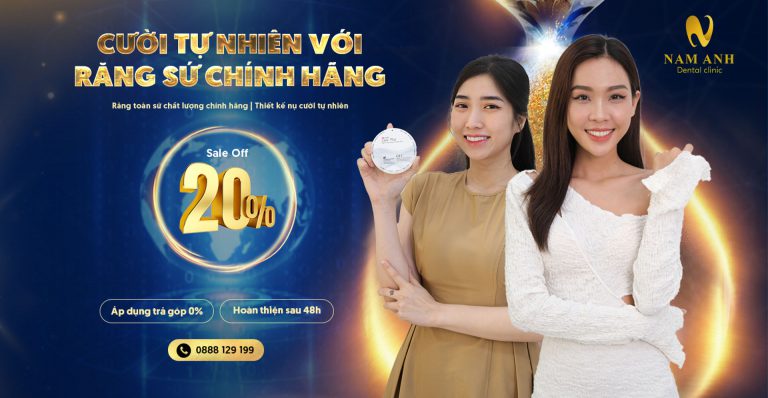 CƯỜI TỰ NHIÊN VỚI
RĂNG SỨ CHÍNH HÃNG
Răng toàn sứ chất lượng chính hãng | Thiết kế nụ cười tự nhiên
Sale Off
20%
Áp dụng trả góp 0%
Hoàn thiện sau 48h
0888 129 199
NAM ANH
Dental clinic